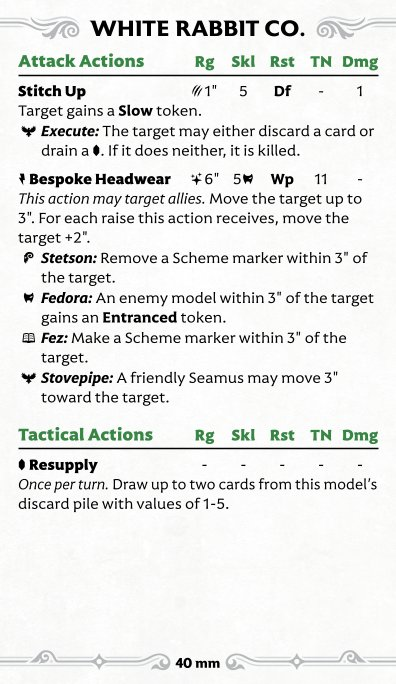 WHITE RABBIT CO.
Attack Actions Rg Skl Rst TN Dmg
Stitch Up 1" 5 Df - 1
Target gains a Slow token.
Execute: The target may either discard a card or
drain a . If it does neither, it is killed.
Bespoke Headwear 6" 5 Wp 11 -
This action may target allies. Move the target up to
3". For each raise this action receives, move the
target +2".
Stetson: Remove a Scheme marker within 3" of
the target.
Fedora: An enemy model within 3" of the target
gains an Entranced token.
Fez: Make a Scheme marker within 3" of the
target.
Stovepipe: A friendly Seamus may move 3"
toward the target.
Tactical Actions Rg Skl Rst TN Dmg
Resupply - - - - -
Once per turn. Draw up to two cards from this model's
discard pile with values of 1-5.
40 mm